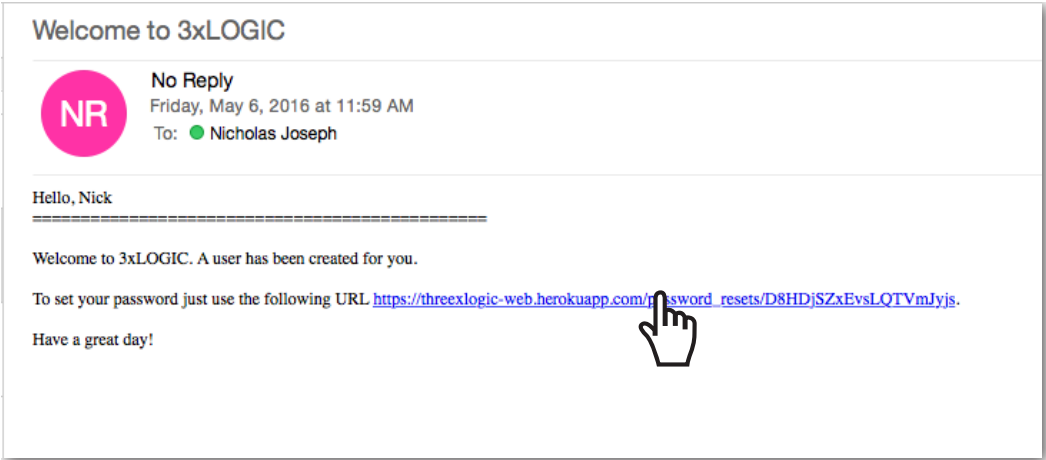 Welcome to 3xLOGIC
NR
No Reply
Friday, May 6, 2016 at 11:59 AM
To: Nicholas Joseph
Hello, Nick
===============================================
Welcome to 3xLOGIC. A user has been created for you.
To set your password just use the following URL https://threexlogic-web.herokuapp.com/password_resets/D8HDjSZxEvsLQTVmJyjs.
Have a great day!